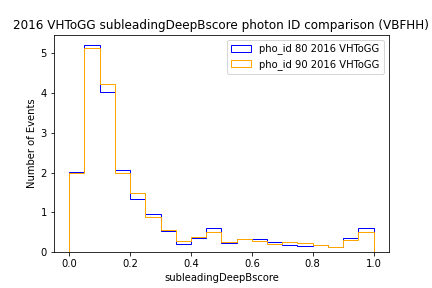 2016 VHToGG subleadingDeepBscore photon ID comparison (VBFHH)
pho_id 80 2016 VHToGG
pho_id 90 2016 VHToGG
Number of Events
5
4
3
2
1
0
0.0 0.2 0.4 0.6 0.8 1.0
subleadingDeepBscore